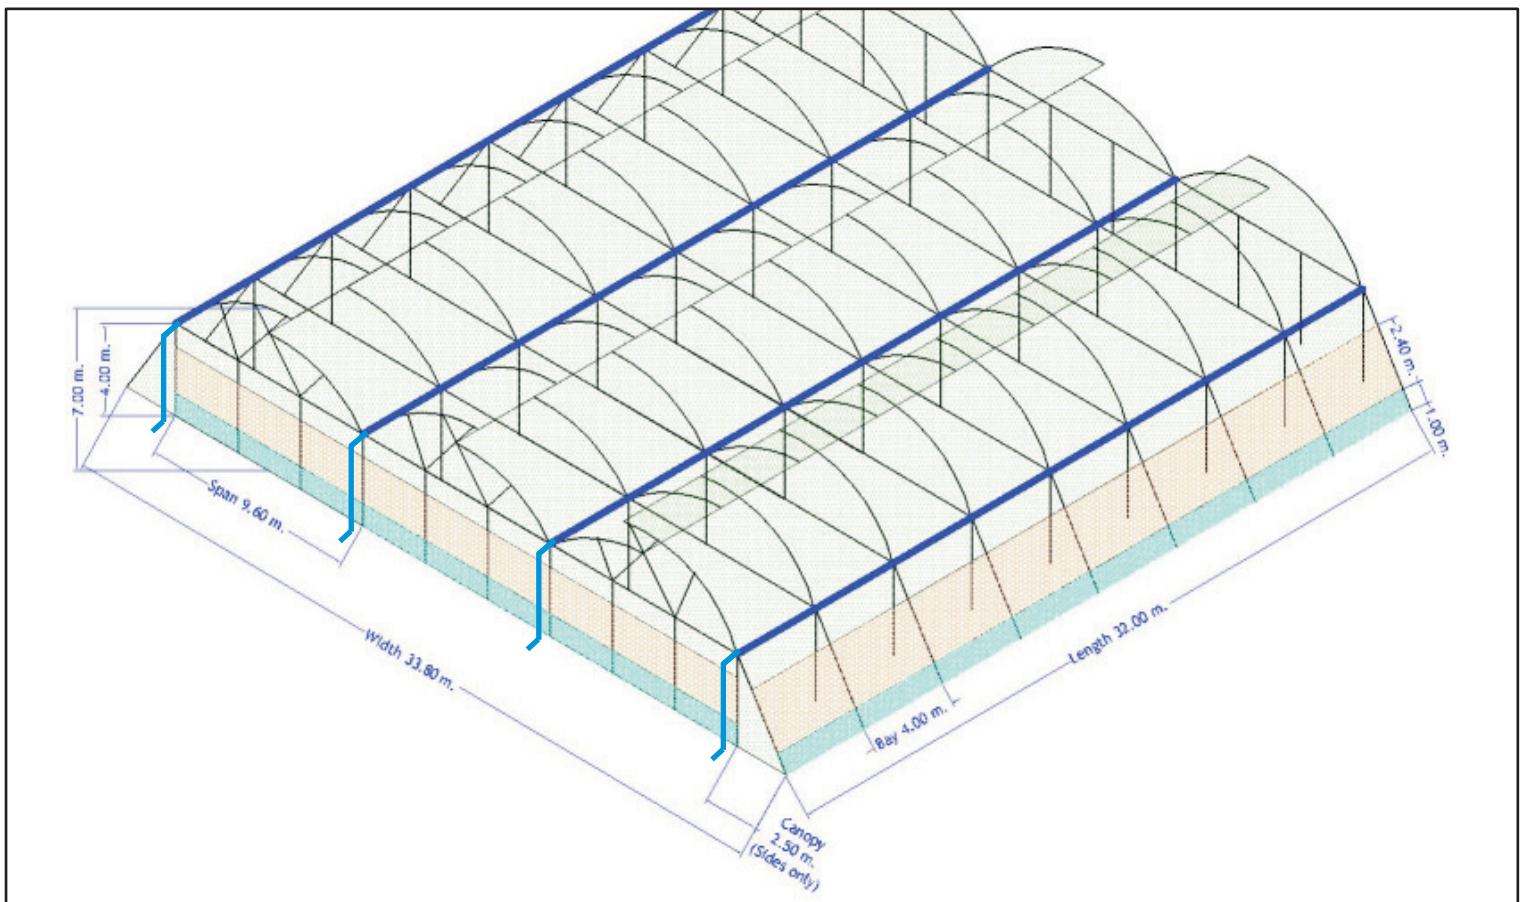 7.00 m.
4.00 m.
Span 9.60 m.
Width 33.80 m.
Canopy
2.50 m.
(Sides only)
Bay 4.00 m.
Length 32.00 m.
2.40 m.
1.00 m.